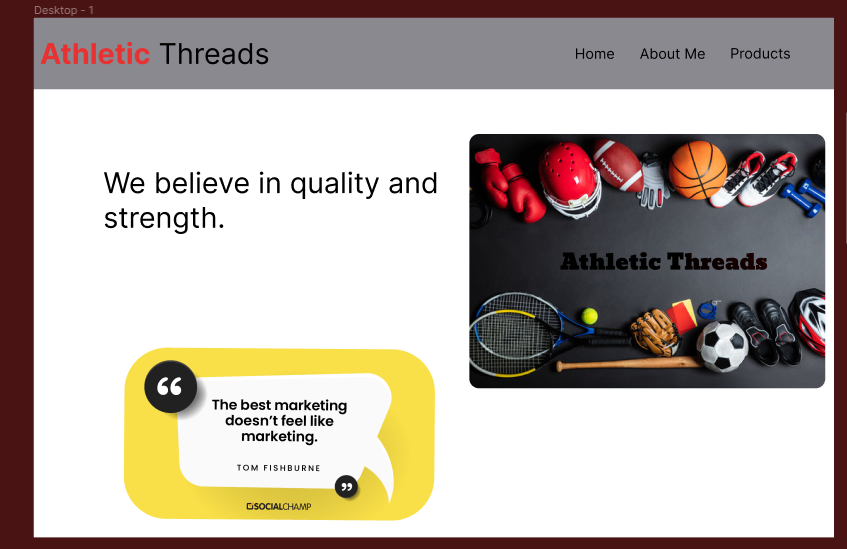 Desktop - 1
Athletic Threads
Home About Me Products
We believe in quality and
strength.
Athletic Threads
“
The best marketing
doesn’t feel like
marketing.
TOM FISHBURNE
”
SOCIALCHAMP